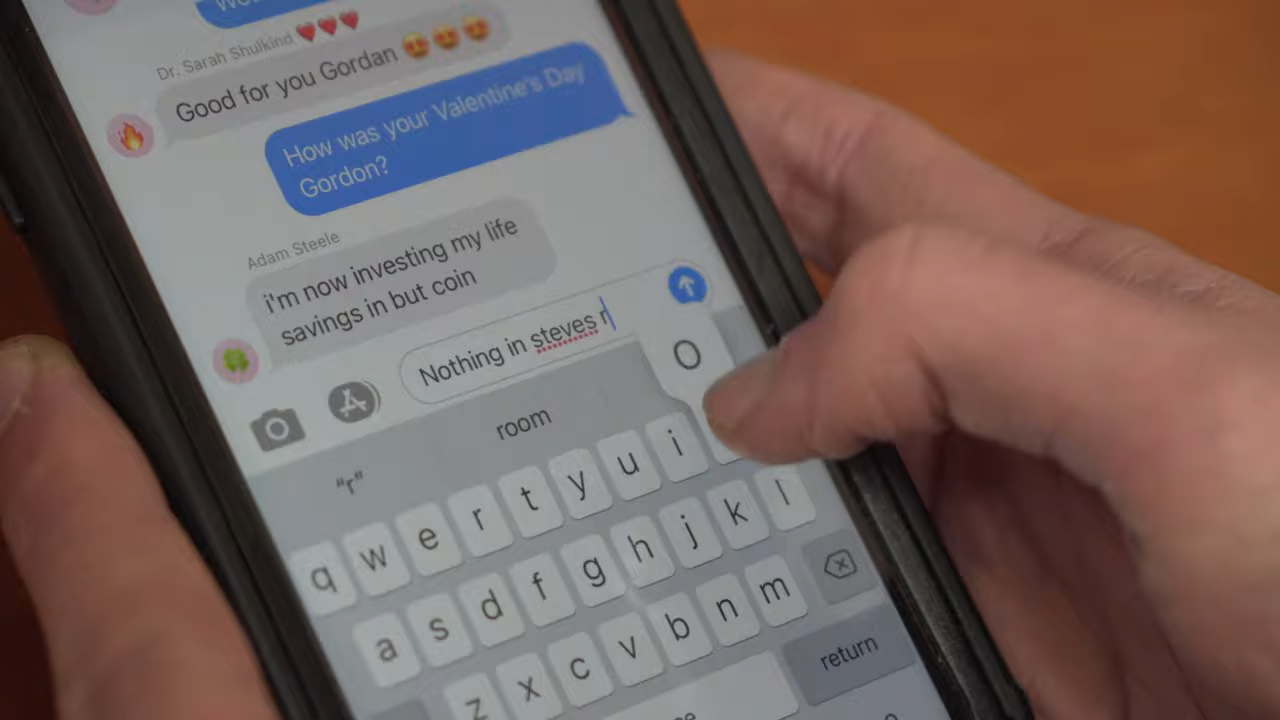 Dr. Sarah Shulkind ❤️❤️❤️
Good for you Gordan 😍😍😍
How was your Valentine's Day
Gordon?
Adam Steele
i'm now investing my life
savings in but coin
Nothing in steves r
O
"r"
room
q w e r t y u i
a s d f g h j k l
z x c v b n m
return